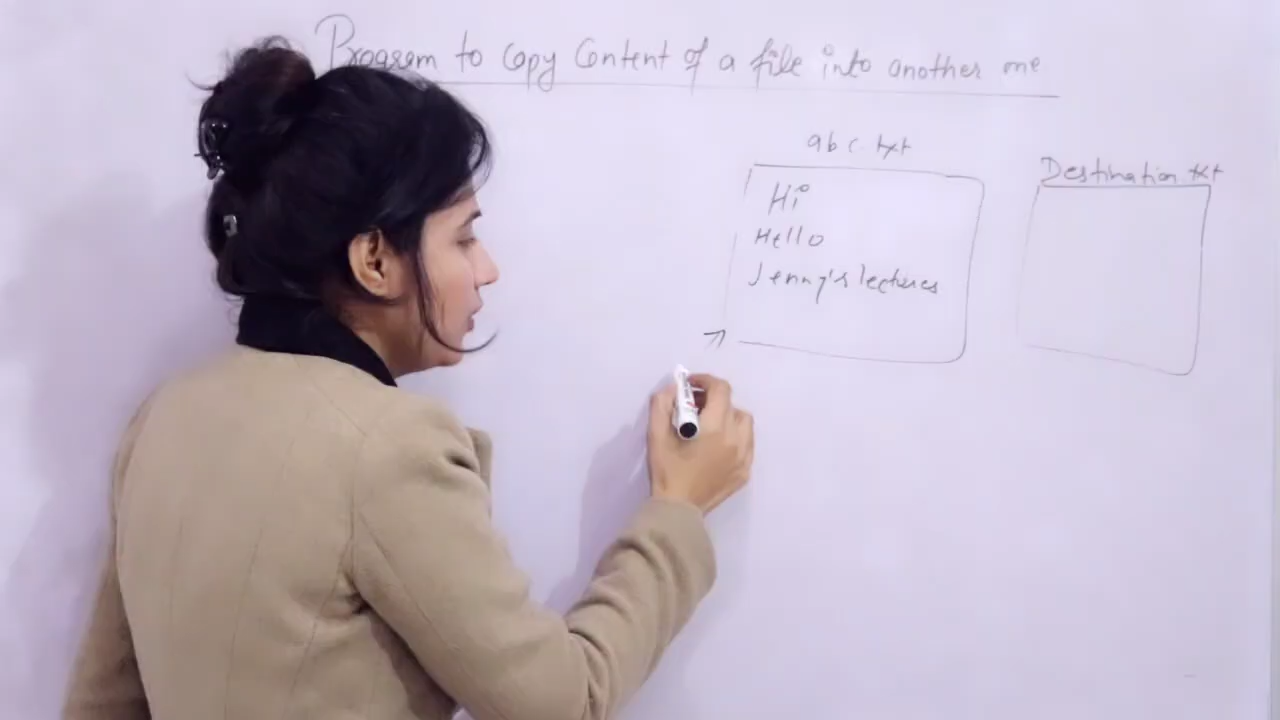 Program to Copy Content of a file into another one
abc.txt
Hi
Hello
Jenny's lectures
Destination.txt